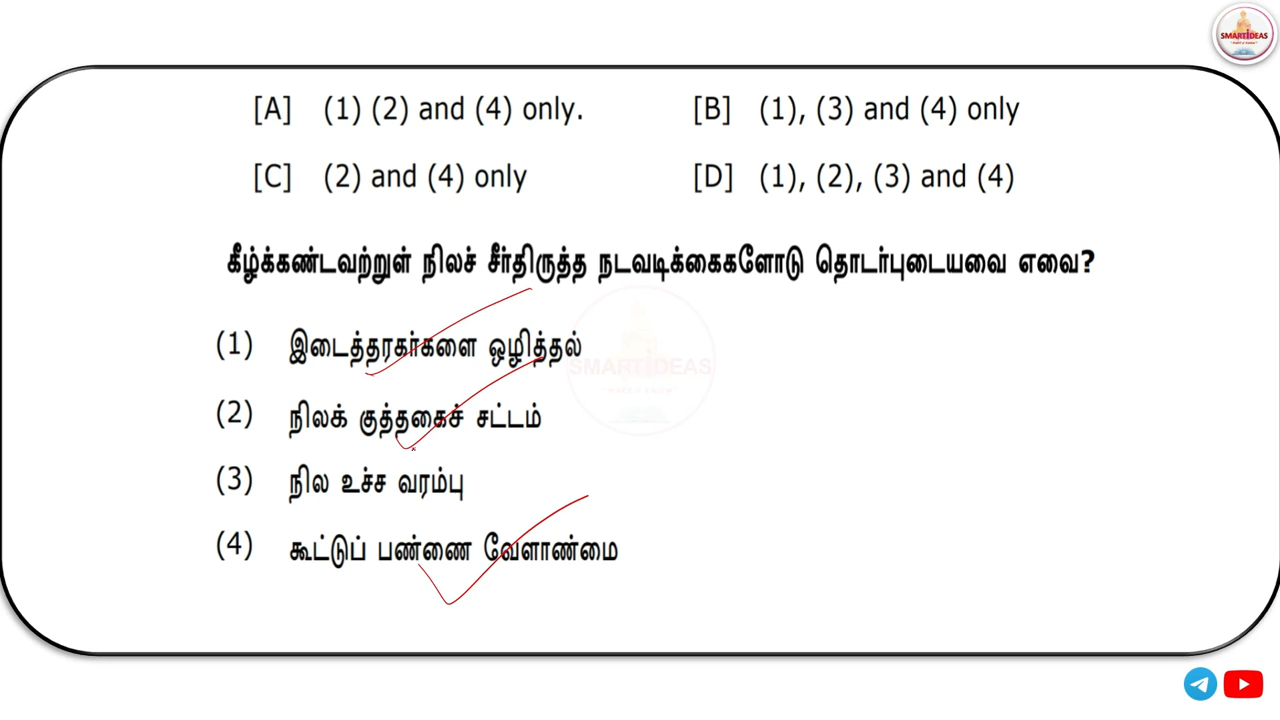 SMARTIDEAS
[A] (1) (2) and (4) only. [B] (1), (3) and (4) only
[C] (2) and (4) only [D] (1), (2), (3) and (4)
கீழ்க்கண்டவற்றுள் நிலச் சீர்திருத்த நடவடிக்கைகளோடு தொடர்புடையவை எவை?
(1) இடைத்தரகர்களை ஒழித்தல்
SMARTIDEAS
(2) நிலக் குத்தகைச் சட்டம்
(3) நில உச்ச வரம்பு
(4) கூட்டுப் பண்ணை வேளாண்மை